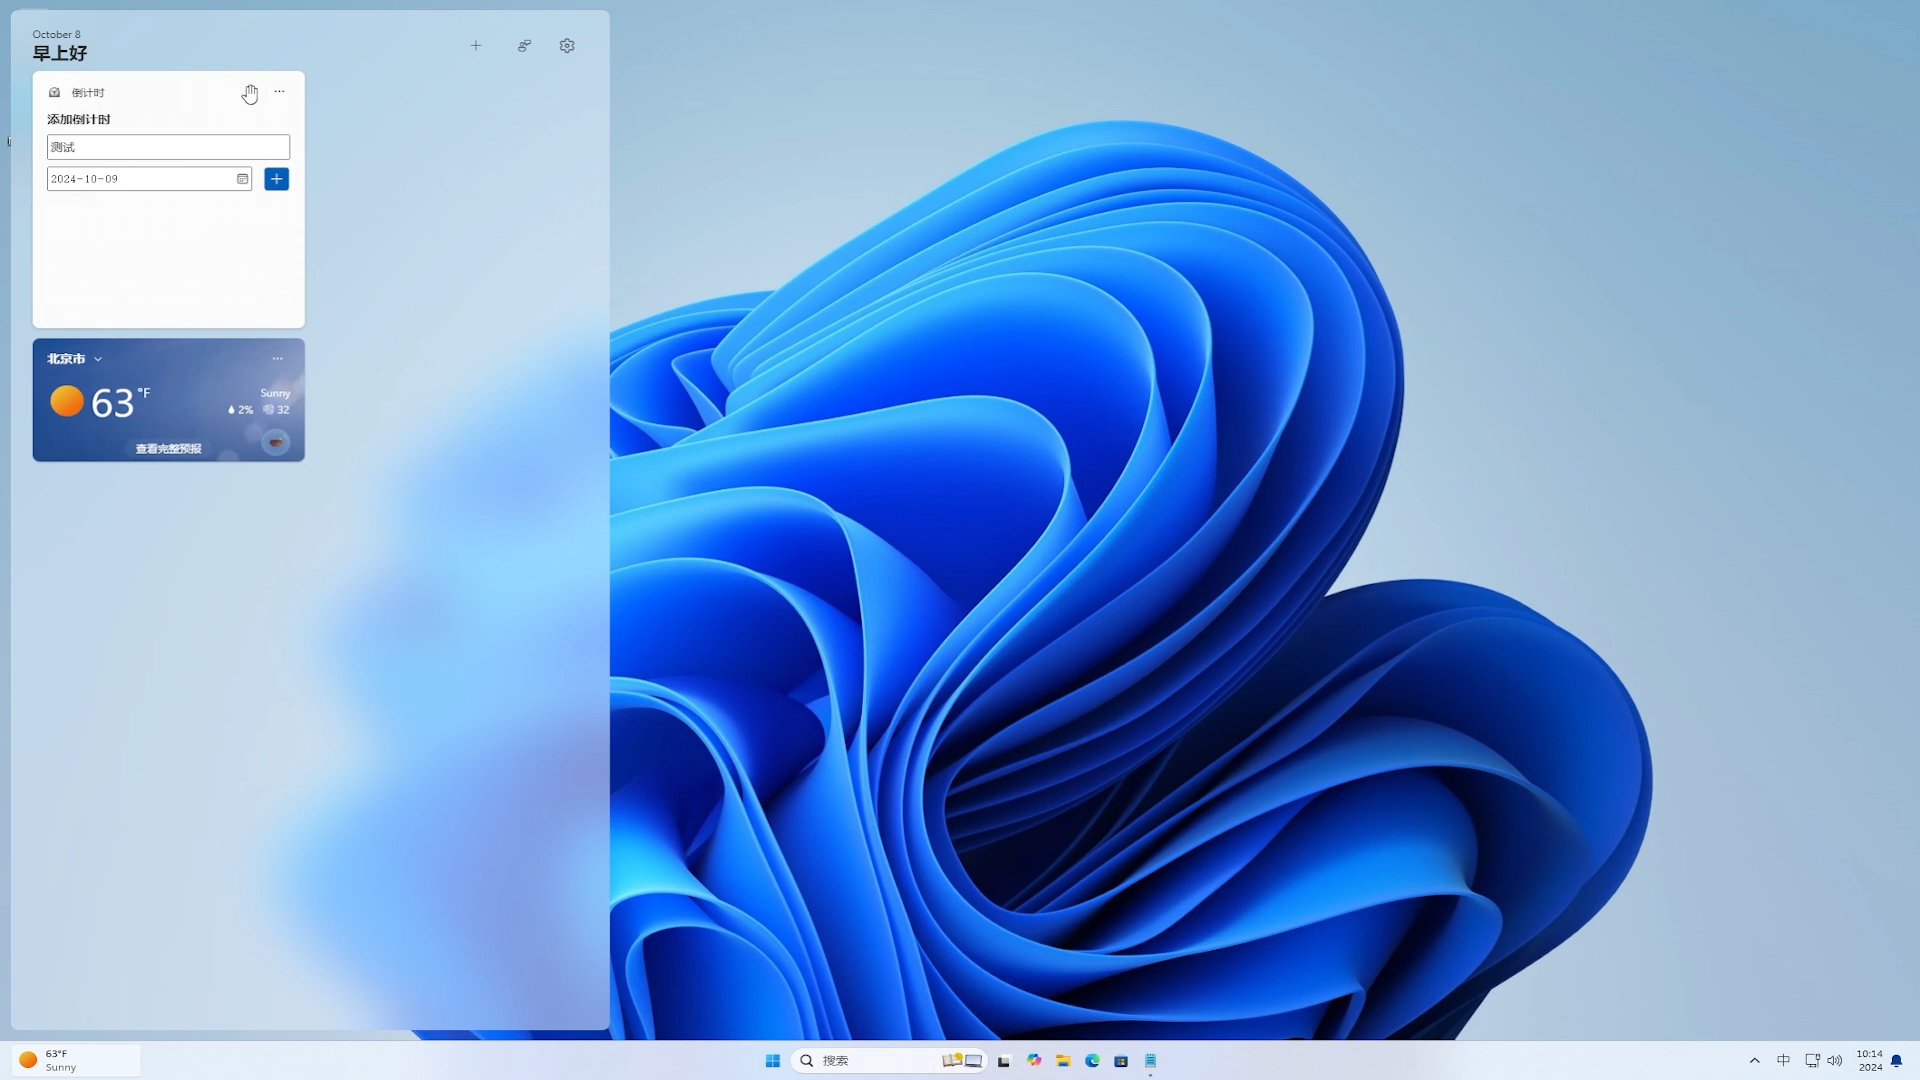 October 8
早上好
倒计时
添加倒计时
测试
2024-10-09
北京市
63 °F
Sunny
2% 32
查看完整预报
63°F
Sunny
搜索
中
10:14
2024